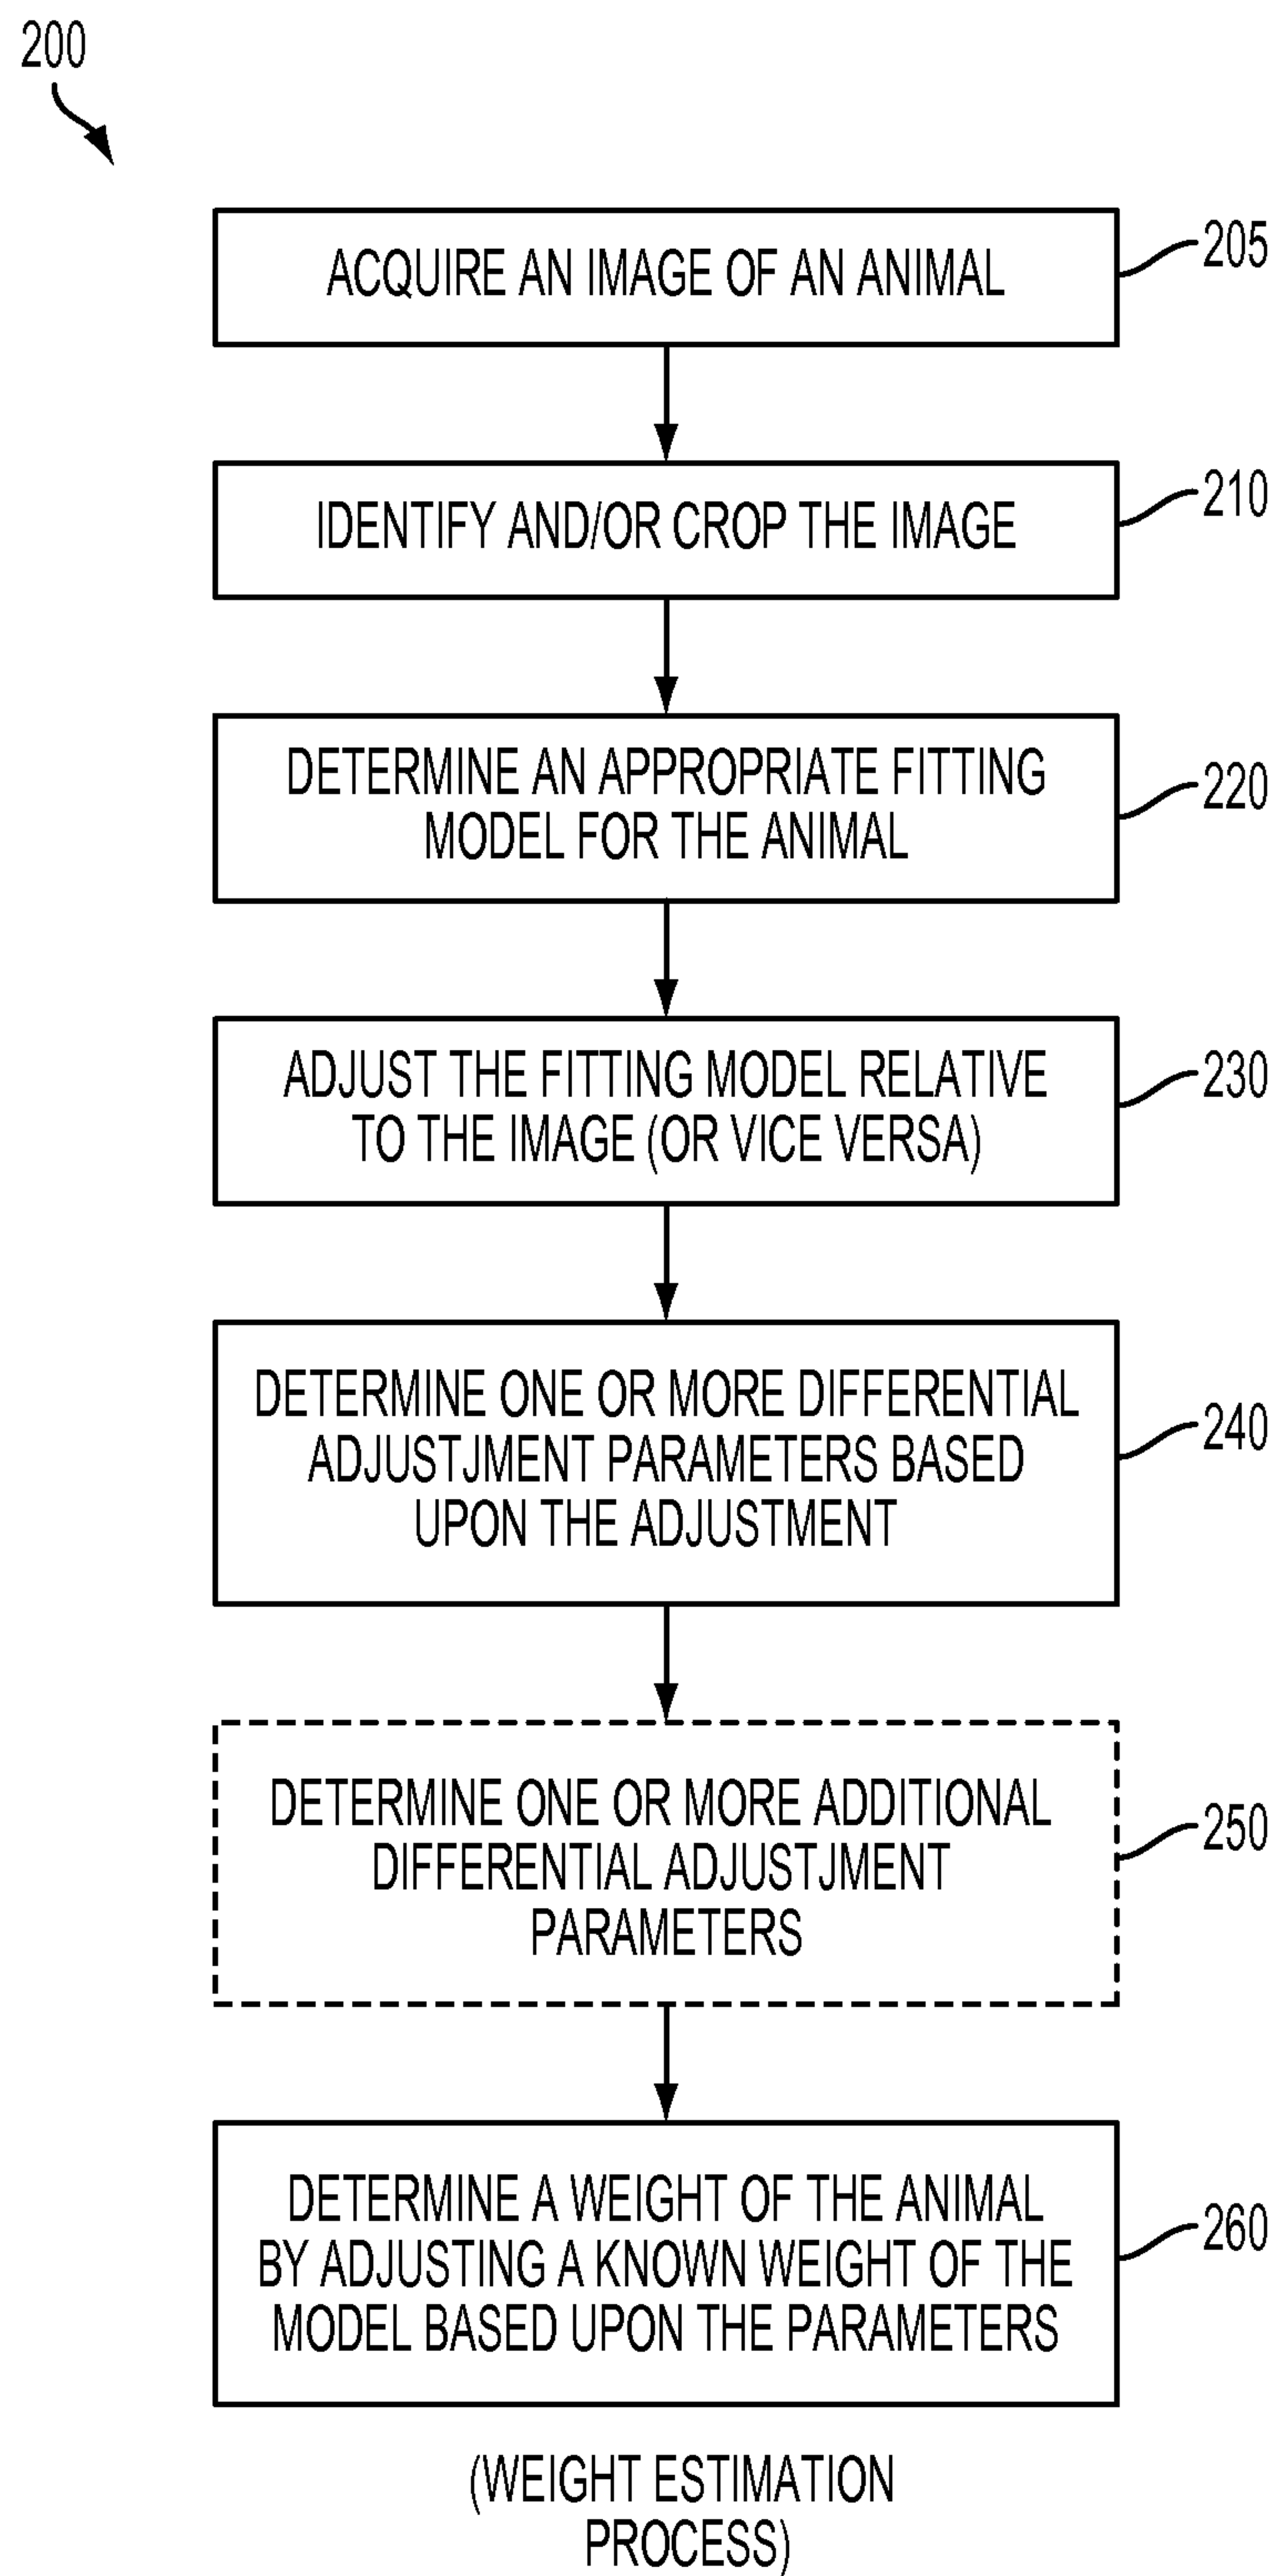 200
ACQUIRE AN IMAGE OF AN ANIMAL
205
IDENTIFY AND/OR CROP THE IMAGE
210
DETERMINE AN APPROPRIATE FITTING
MODEL FOR THE ANIMAL
220
ADJUST THE FITTING MODEL RELATIVE
TO THE IMAGE (OR VICE VERSA)
230
DETERMINE ONE OR MORE DIFFERENTIAL
ADJUSTJMENT PARAMETERS BASED
UPON THE ADJUSTMENT
240
DETERMINE ONE OR MORE ADDITIONAL
DIFFERENTIAL ADJUSTJMENT
PARAMETERS
250
DETERMINE A WEIGHT OF THE ANIMAL
BY ADJUSTING A KNOWN WEIGHT OF THE
MODEL BASED UPON THE PARAMETERS
260
(WEIGHT ESTIMATION
PROCESS)